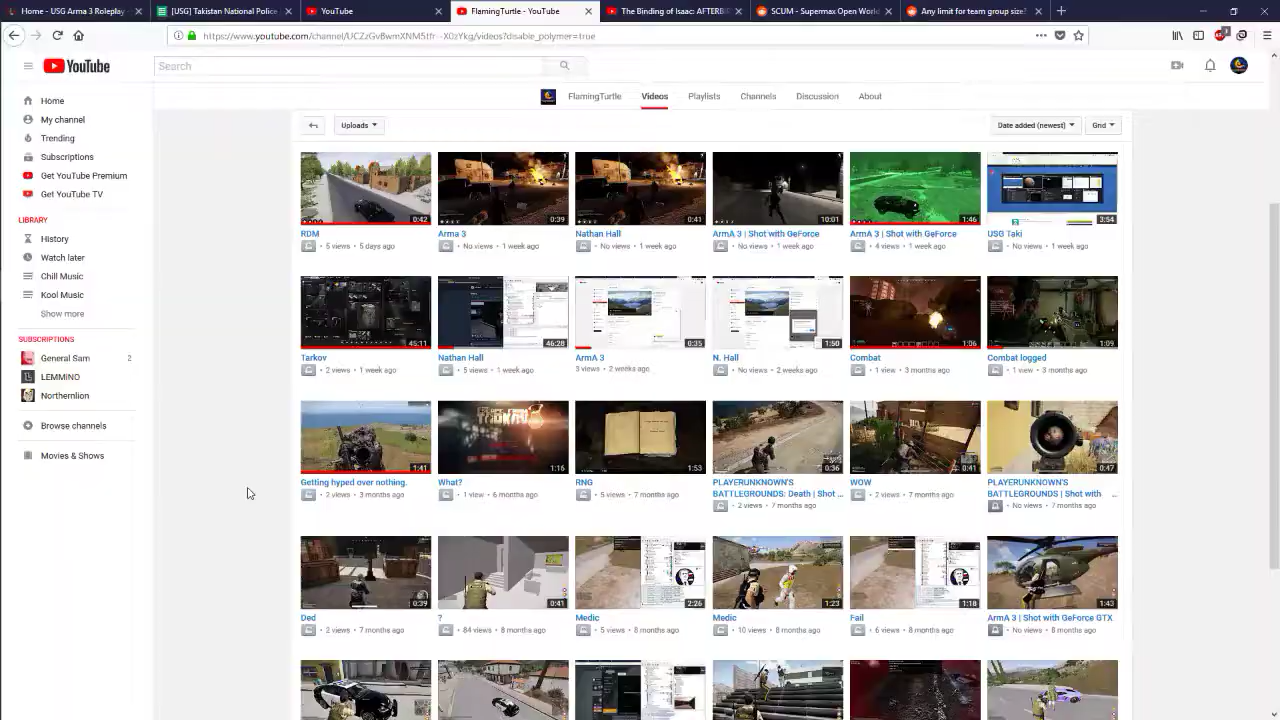 Home - USG Arma 3 Roleplay
[USG] Takistan National Police
YouTube
FlamingTurtle - YouTube
The Binding of Isaac: AFTERBI
SCUM - Supermax Open World
Any limit for team group size?
https://www.youtube.com/channel/UCZzGvBwmXNM5tfr--X0zYkg/videos?disable_polymer=true
YouTube
Search
FlamingTurtle
Videos
Playlists
Channels
Discussion
About
Home
My channel
Trending
Subscriptions
Get YouTube Premium
Get YouTube TV
LIBRARY
History
Watch later
Chill Music
Kool Music
Show more
SUBSCRIPTIONS
General Sam 2
LEMMiNO
Northernlion
Browse channels
Movies & Shows
Uploads
Date added (newest)
Grid
0:42
0:39
0:41
10:01
1:46
3:54
RDM
Arma 3
Nathan Hall
ArmA 3 | Shot with GeForce
ArmA 3 | Shot with GeForce
USG Taki
5 views • 5 days ago
No views • 1 week ago
No views • 1 week ago
No views • 1 week ago
4 views • 1 week ago
No views • 1 week ago
45:11
46:28
0:35
1:50
1:06
1:09
Tarkov
Nathan Hall
ArmA 3
N. Hall
Combat
Combat logged
2 views • 1 week ago
5 views • 1 week ago
3 views • 2 weeks ago
No views • 2 weeks ago
1 view • 3 months ago
1 view • 3 months ago
1:41
1:16
1:53
0:36
0:41
0:47
Getting hyped over nothing.
What?
RNG
PLAYERUNKNOWN'S
BATTLEGROUNDS: Death | Shot ...
WOW
PLAYERUNKNOWN'S
BATTLEGROUNDS | Shot with ...
2 views • 3 months ago
1 view • 6 months ago
5 views • 7 months ago
2 views • 7 months ago
2 views • 7 months ago
No views • 7 months ago
0:39
0:41
2:26
1:23
1:18
1:43
Ded
?
Medic
Medic
Fail
ArmA 3 | Shot with GeForce GTX
2 views • 7 months ago
84 views • 8 months ago
5 views • 8 months ago
10 views • 8 months ago
6 views • 8 months ago
No views • 8 months ago